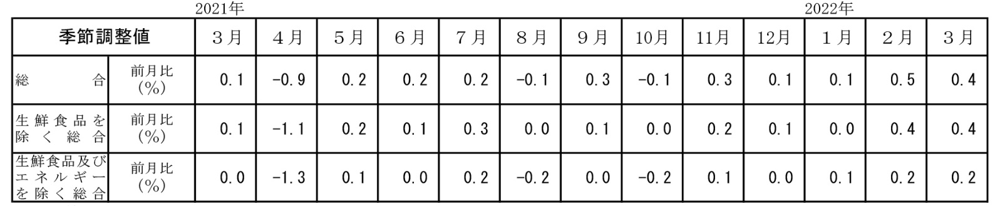 2021年 2022年
季節調整値 3月 4月 5月 6月 7月 8月 9月 10月 11月 12月 1月 2月 3月
総合 前月比 (%) 0.1 -0.9 0.2 0.2 0.2 -0.1 0.3 -0.1 0.3 0.1 0.1 0.5 0.4
生鮮食品を 前月比
除く総合 (%) 0.1 -1.1 0.2 0.1 0.3 0.0 0.1 0.0 0.2 0.1 0.0 0.4 0.4
生鮮食品及び
エネルギー 前月比 (%) 0.0 -1.3 0.1 0.0 0.2 -0.2 0.0 -0.2 0.1 0.0 0.1 0.2 0.2
を除く総合